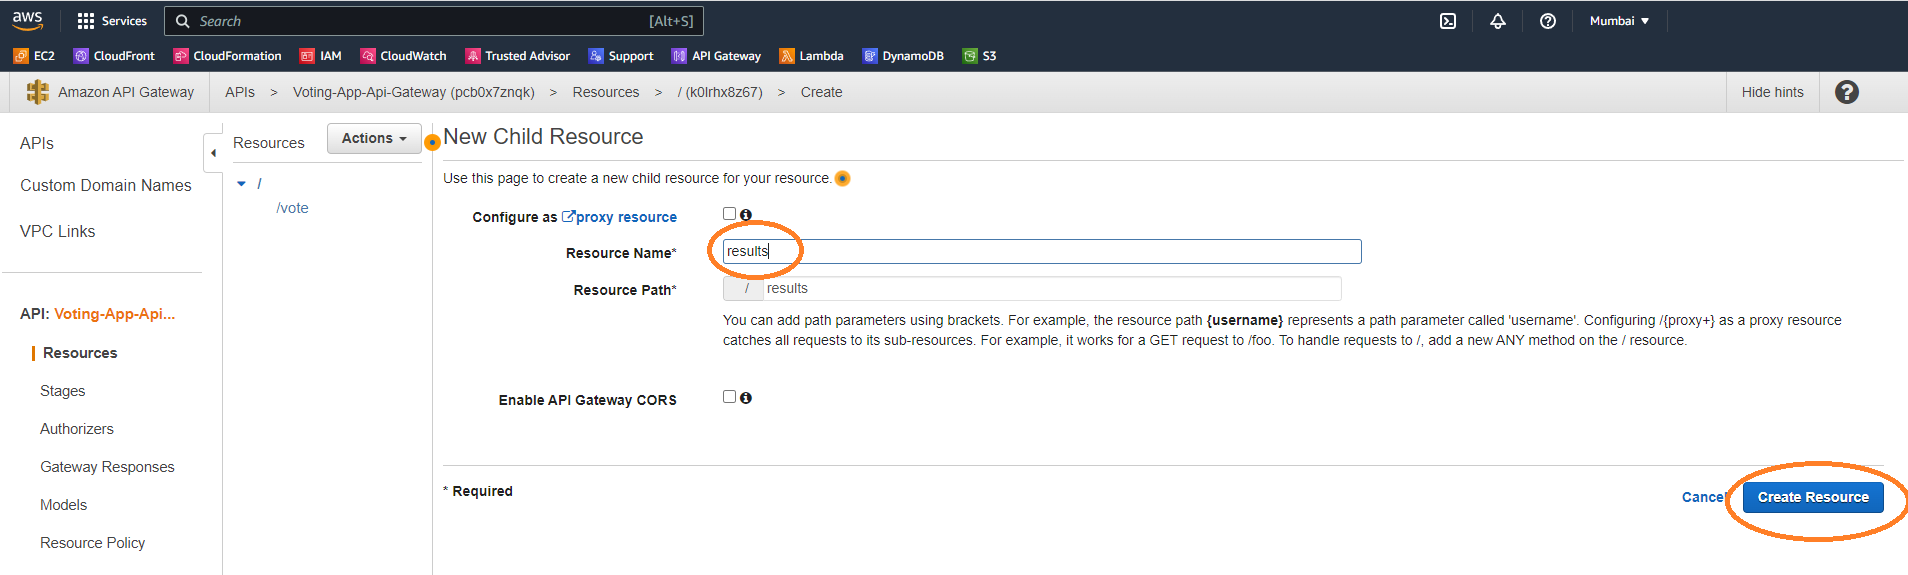 aws Services Search [Alt+S] Mumbai
EC2 CloudFront CloudFormation IAM CloudWatch Trusted Advisor Support API Gateway Lambda DynamoDB S3
Amazon API Gateway APIs > Voting-App-Api-Gateway (pcb0x7znqk) > Resources > / (k0lrhx8z67) > Create Hide hints
APIs
Custom Domain Names
VPC Links
API: Voting-App-Api...
Resources
Stages
Authorizers
Gateway Responses
Models
Resource Policy
Resources Actions
/
/vote
New Child Resource
Use this page to create a new child resource for your resource.
Configure as proxy resource
Resource Name* results
Resource Path* / results
You can add path parameters using brackets. For example, the resource path {username} represents a path parameter called 'username'. Configuring /{proxy+} as a proxy resource
catches all requests to its sub-resources. For example, it works for a GET request to /foo. To handle requests to /, add a new ANY method on the / resource.
Enable API Gateway CORS
* Required Cancel Create Resource